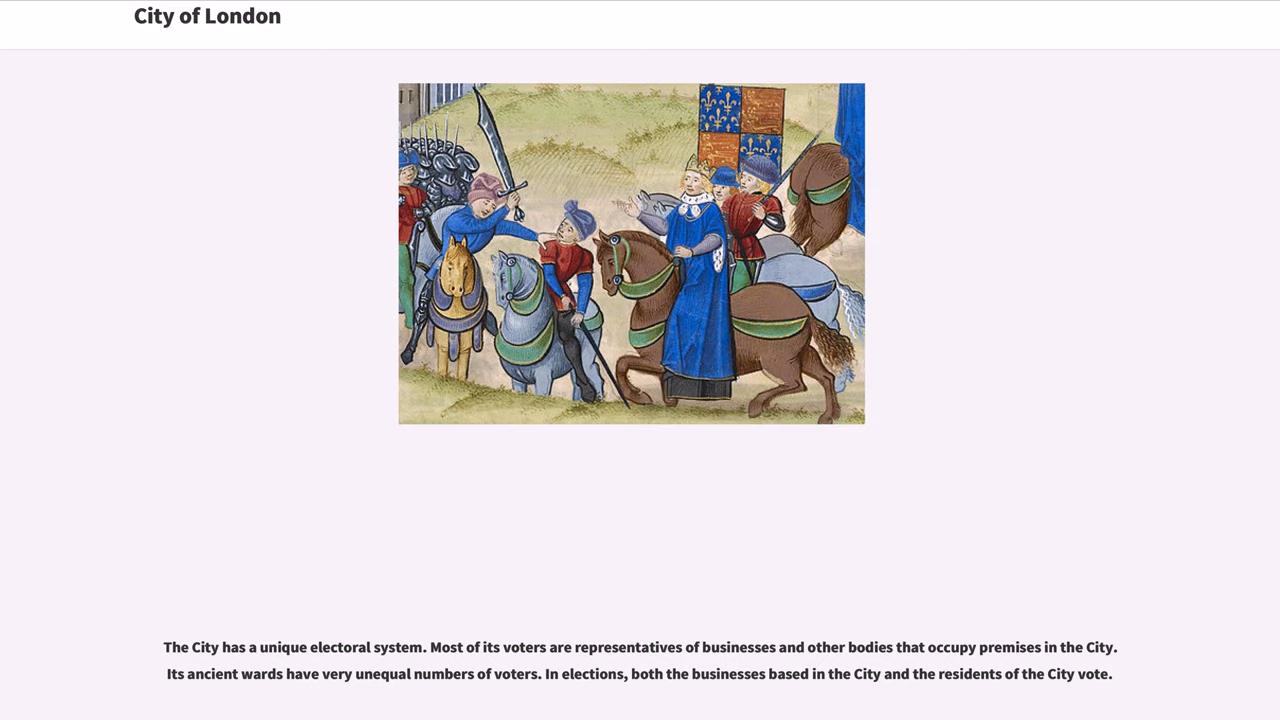 City of London
The City has a unique electoral system. Most of its voters are representatives of businesses and other bodies that occupy premises in the City.
Its ancient wards have very unequal numbers of voters. In elections, both the businesses based in the City and the residents of the City vote.